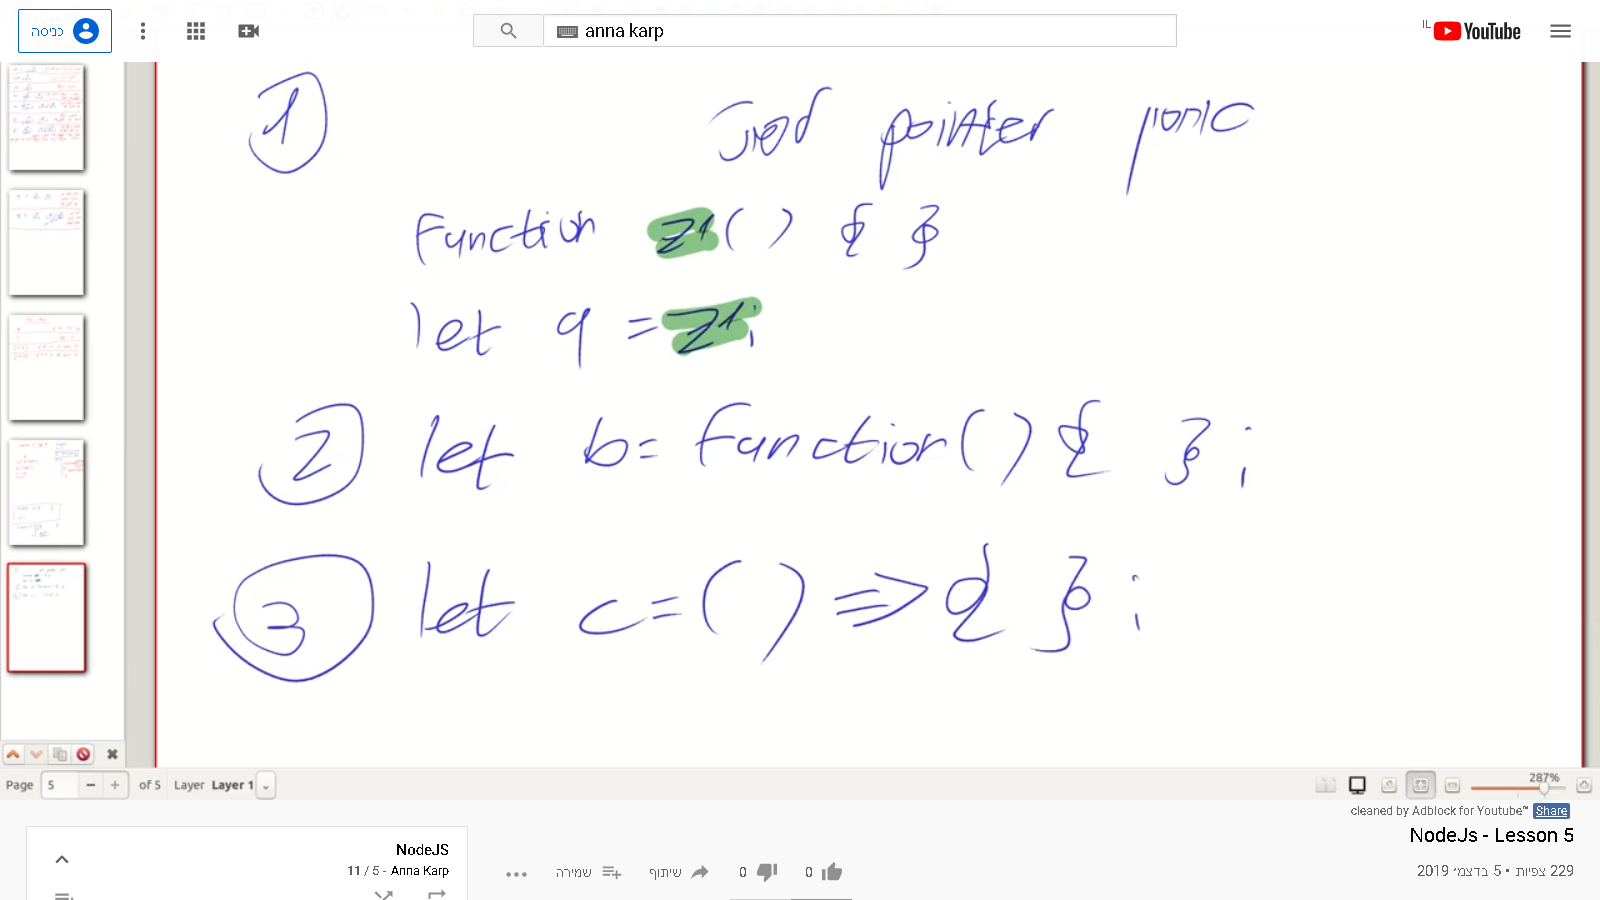 כניסה
anna karp
IL
YouTube
1
pointer
Function z1 ( ) { }
let a = z1;
2 let b = function ( ) { } ;
3 let c = ( ) => { } ;
Page 5 of 5 Layer Layer 1
287%
cleaned by Adblock for Youtube™ Share
NodeJs - Lesson 5
229 צפיות • 5 בדצמ׳ 2019
0 0 שיתוף שמירה
NodeJS
11 / 5 - Anna Karp